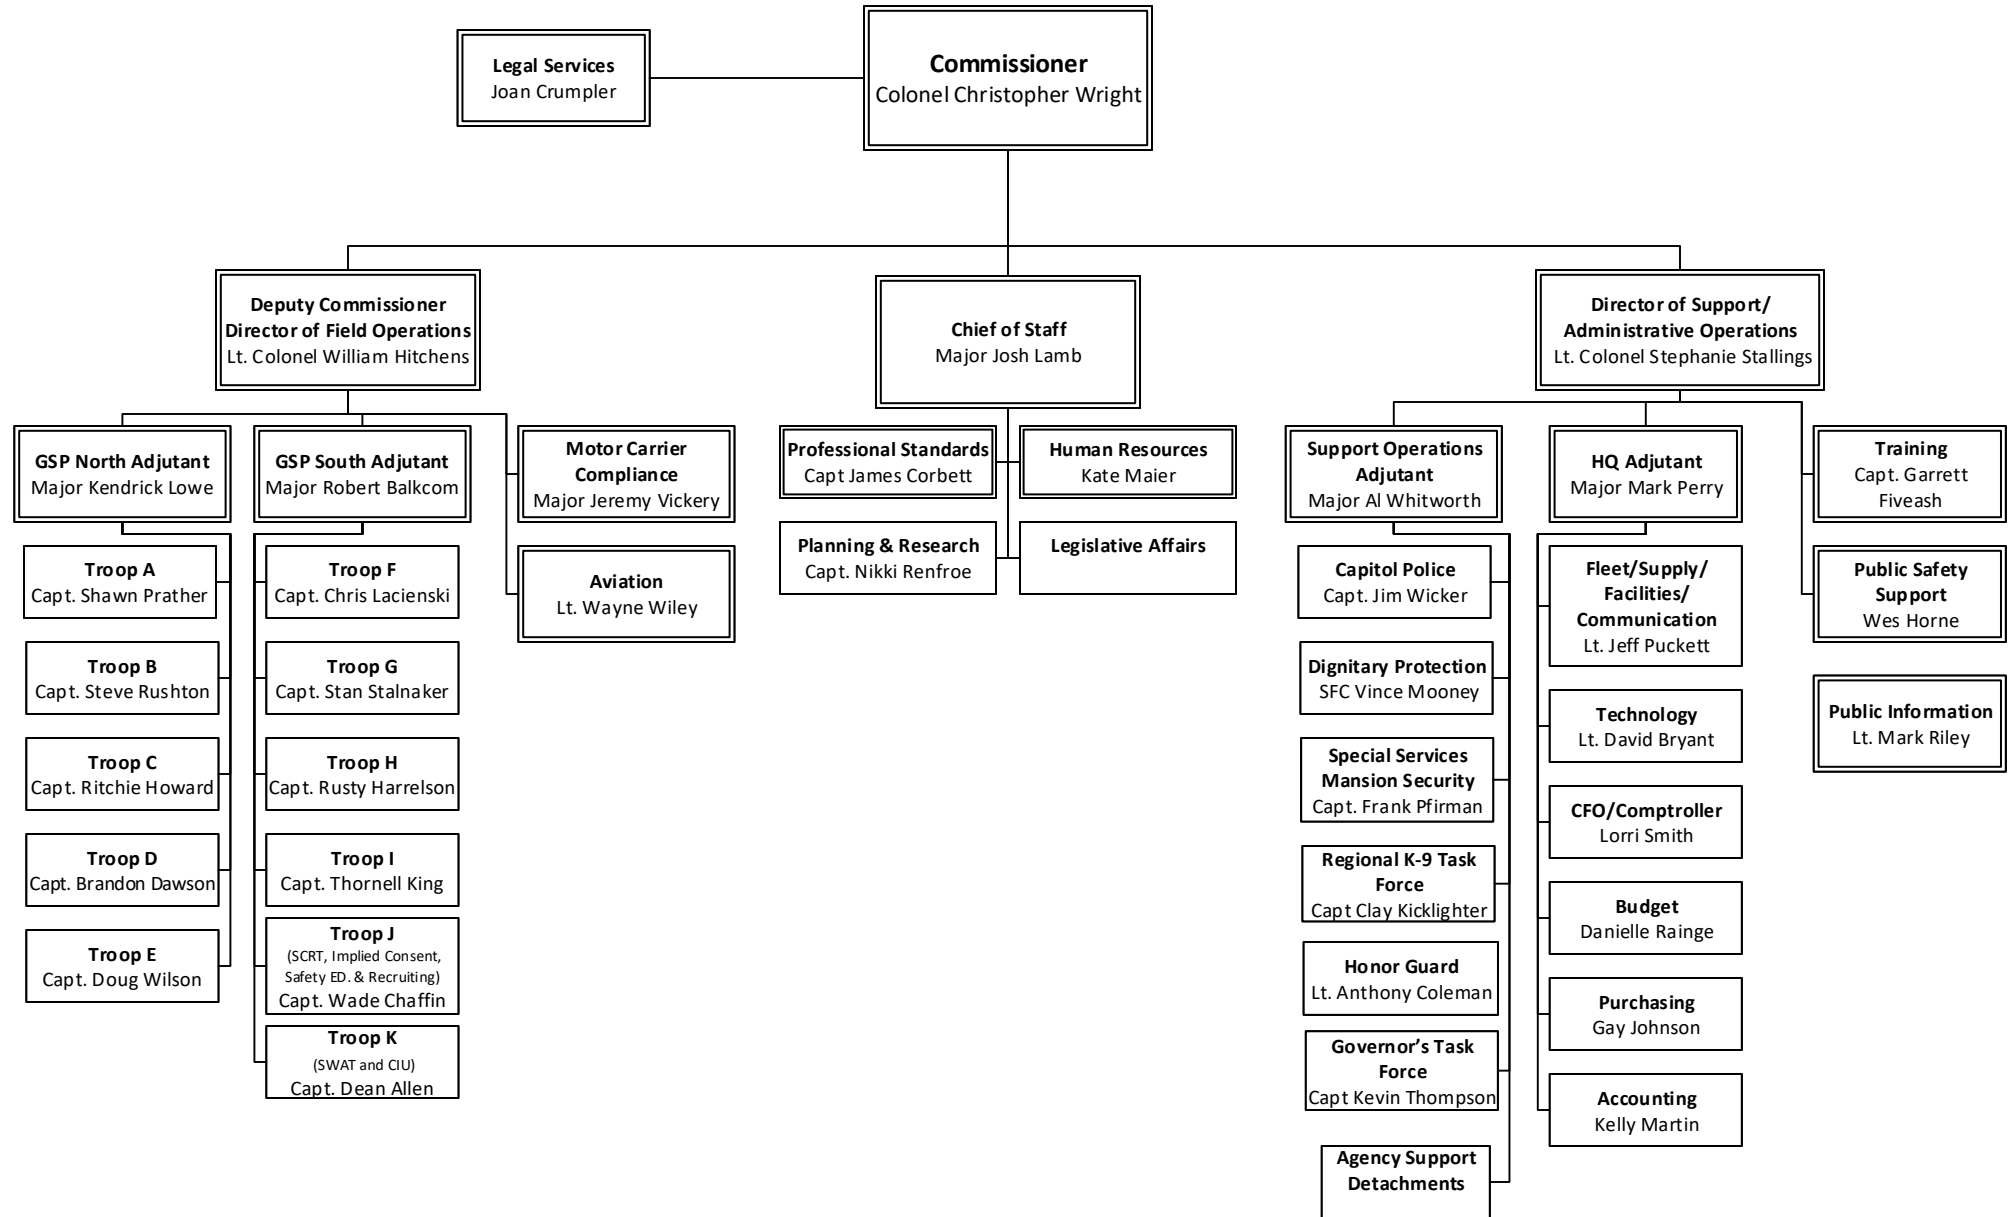 Legal Services
Joan Crumpler
Commissioner
Colonel Christopher Wright
Deputy Commissioner
Director of Field Operations
Lt. Colonel William Hitchens
Chief of Staff
Major Josh Lamb
Director of Support/
Administrative Operations
Lt. Colonel Stephanie Stallings
GSP North Adjutant
Major Kendrick Lowe
Troop A
Capt. Shawn Prather
Troop B
Capt. Steve Rushton
Troop C
Capt. Ritchie Howard
Troop D
Capt. Brandon Dawson
Troop E
Capt. Doug Wilson
GSP South Adjutant
Major Robert Balkcom
Troop F
Capt. Chris Lacienski
Troop G
Capt. Stan Stalnaker
Troop H
Capt. Rusty Harrelson
Troop I
Capt. Thornell King
Troop J
(SCRT, Implied Consent,
Safety ED. & Recruiting)
Capt. Wade Chaffin
Troop K
(SWAT and CIU)
Capt. Dean Allen
Motor Carrier
Compliance
Major Jeremy Vickery
Aviation
Lt. Wayne Wiley
Professional Standards
Capt James Corbett
Human Resources
Kate Maier
Planning & Research
Capt. Nikki Renfroe
Legislative Affairs
Support Operations
Adjutant
Major Al Whitworth
Capitol Police
Capt. Jim Wicker
Dignitary Protection
SFC Vince Mooney
Special Services
Mansion Security
Capt. Frank Pfirman
Regional K-9 Task
Force
Capt Clay Kicklighter
Honor Guard
Lt. Anthony Coleman
Governor’s Task
Force
Capt Kevin Thompson
Agency Support
Detachments
HQ Adjutant
Major Mark Perry
Fleet/Supply/
Facilities/
Communication
Lt. Jeff Puckett
Technology
Lt. David Bryant
CFO/Comptroller
Lorri Smith
Budget
Danielle Rainge
Purchasing
Gay Johnson
Accounting
Kelly Martin
Training
Capt. Garrett
Fiveash
Public Safety
Support
Wes Horne
Public Information
Lt. Mark Riley